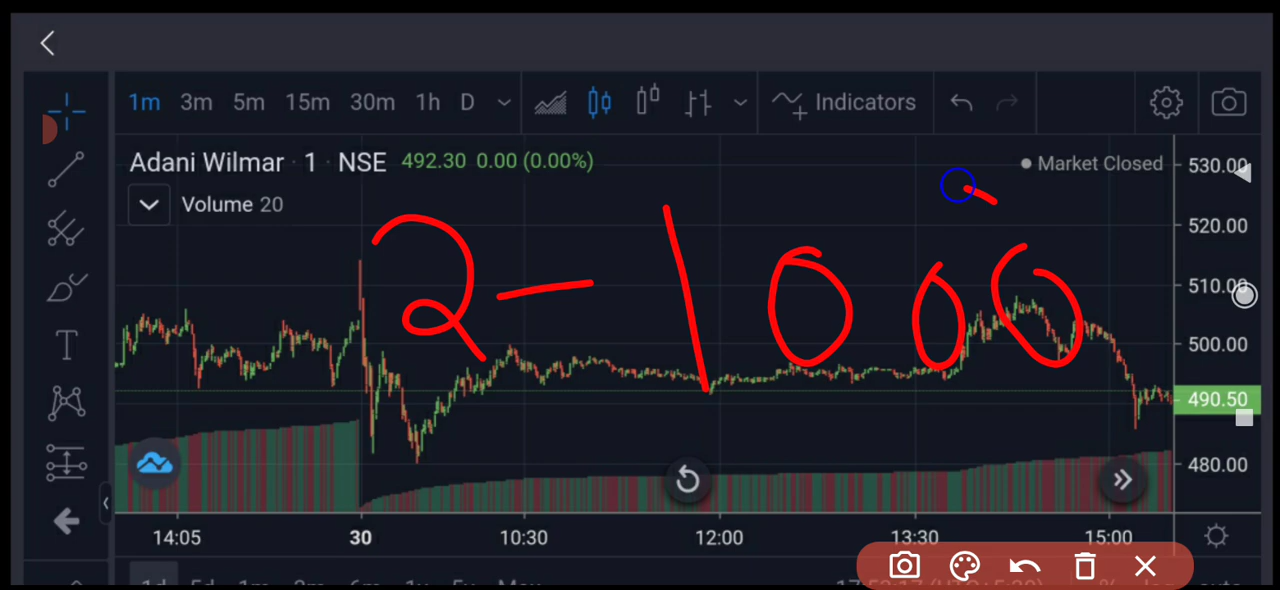 1m 3m 5m 15m 30m 1h D Indicators
Adani Wilmar · 1 · NSE 492.30 0.00 (0.00%) Market Closed
Volume 20
530.00
520.00
510.00
500.00
490.50
480.00
2-1000
T
14:05 30 10:30 12:00 13:30 15:00